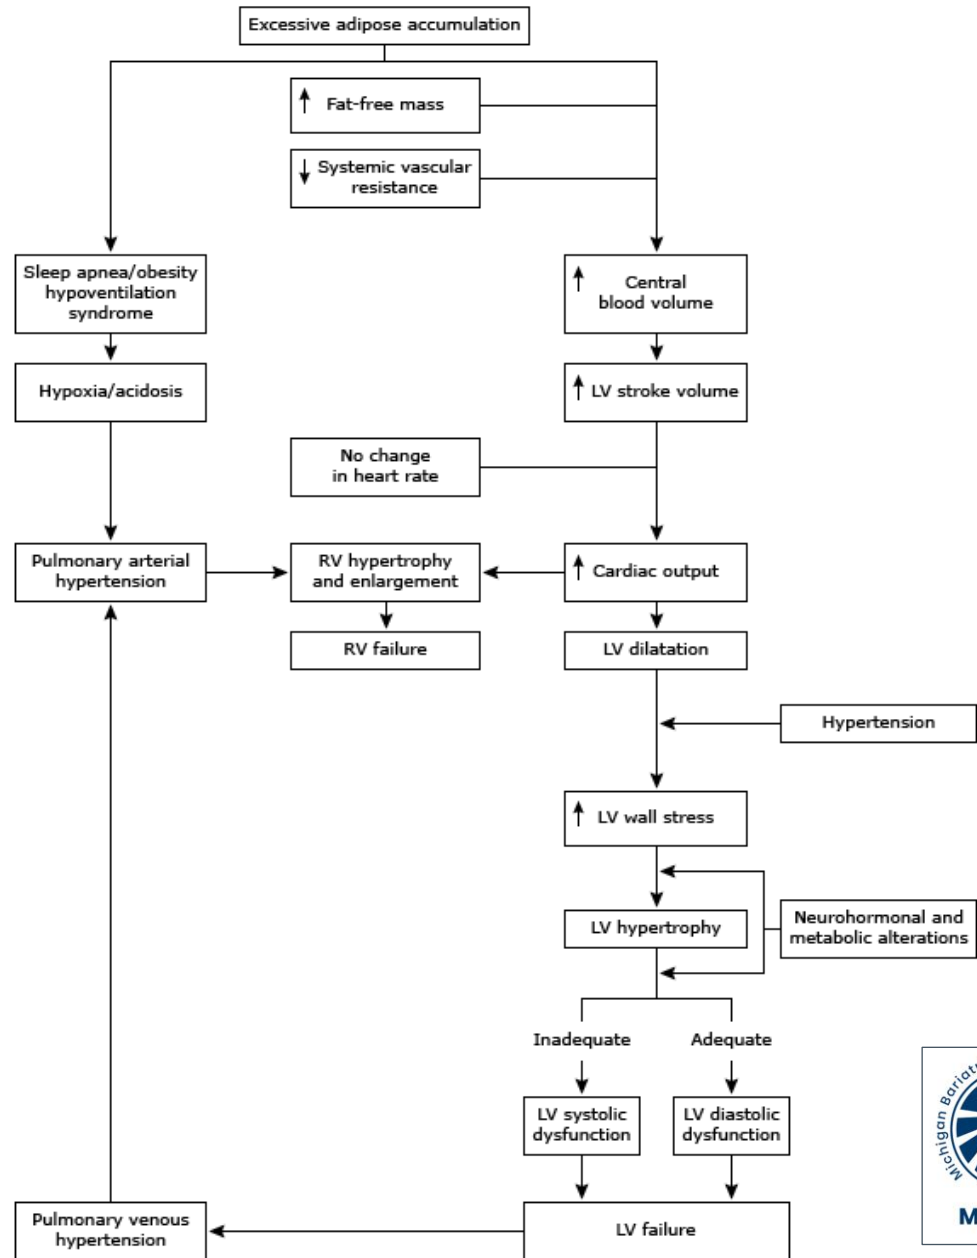 Excessive adipose accumulation
↑ Fat-free mass
↓ Systemic vascular
resistance
Sleep apnea/obesity
hypoventilation
syndrome
↑ Central
blood volume
Hypoxia/acidosis
↑ LV stroke volume
No change
in heart rate
Pulmonary arterial
hypertension
RV hypertrophy
and enlargement
↑ Cardiac output
RV failure
LV dilatation
Hypertension
↑ LV wall stress
LV hypertrophy
Neurohormonal and
metabolic alterations
Inadequate
Adequate
LV systolic
dysfunction
LV diastolic
dysfunction
Pulmonary venous
hypertension
LV failure
Michigan
M